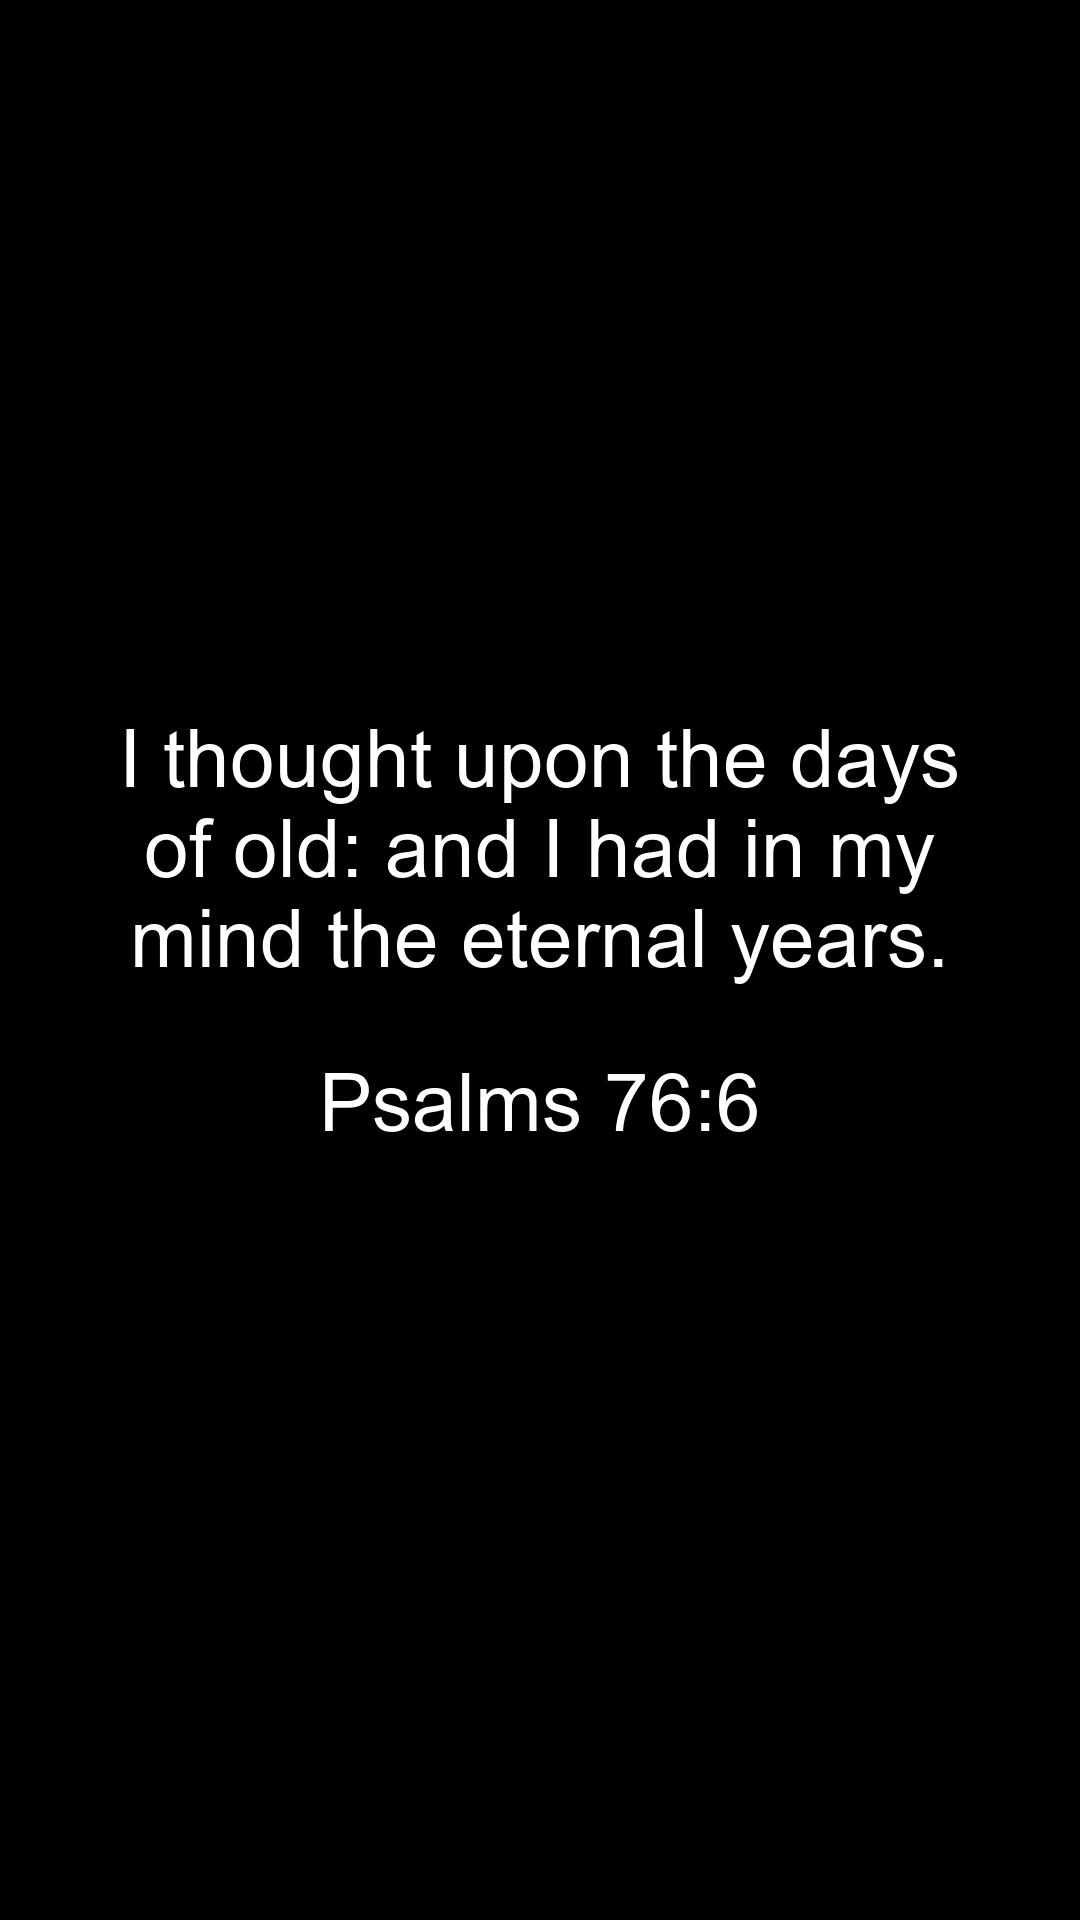 I thought upon the days
of old: and I had in my
mind the eternal years.
Psalms 76:6